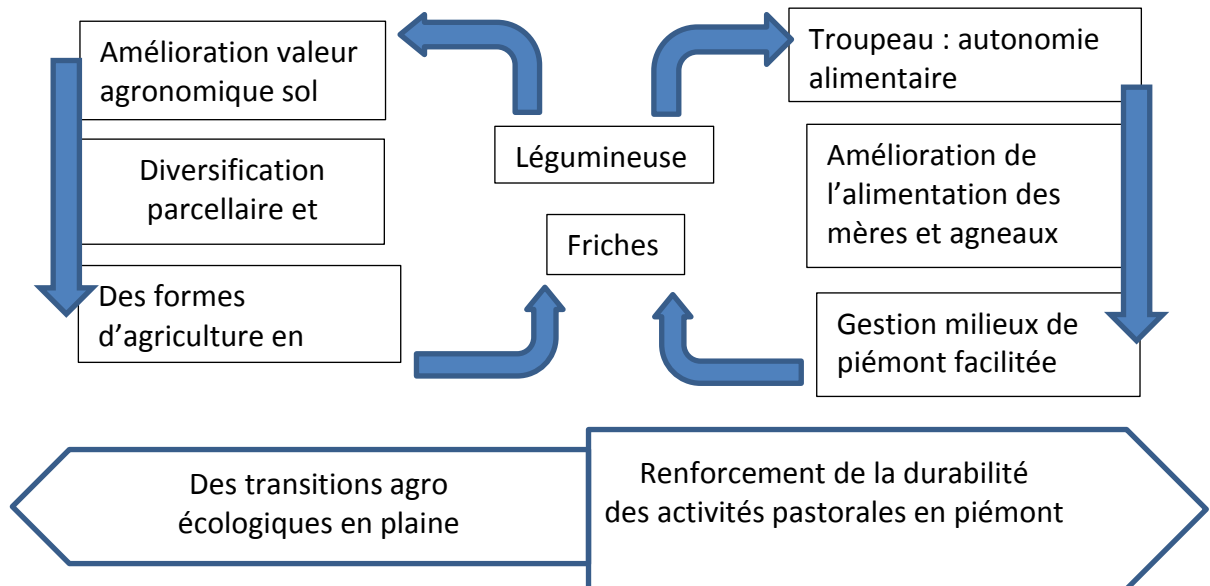 Amélioration valeur
agronomique sol
Diversification
parcellaire et
Des formes
d'agriculture en
Légumineuse
Friches
Troupeau : autonomie
alimentaire
Amélioration de
l'alimentation des
mères et agneaux
Gestion milieux de
piémont facilitée
Des transitions agro
écologiques en plaine
Renforcement de la durabilité
des activités pastorales en piémont